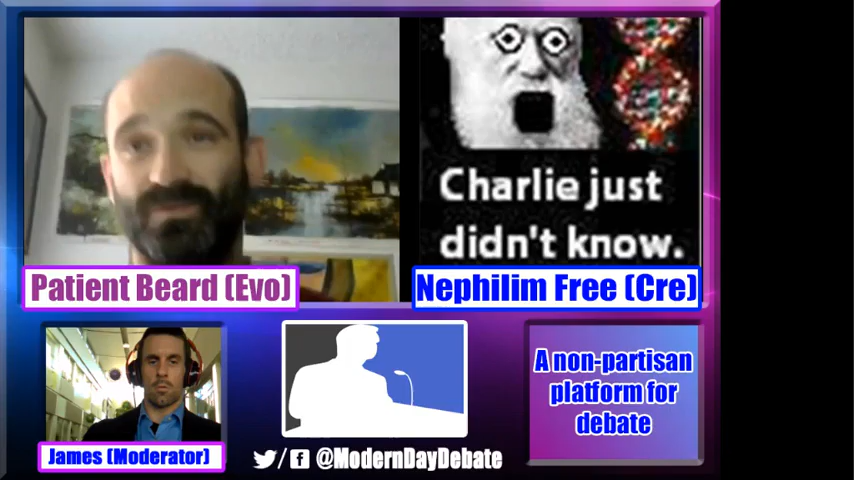 Charlie just
didn't know.
Patient Beard (Evo)
Nephilim Free (Cre)
A non-partisan
platform for
debate
James (Moderator)
/ @ModernDayDebate